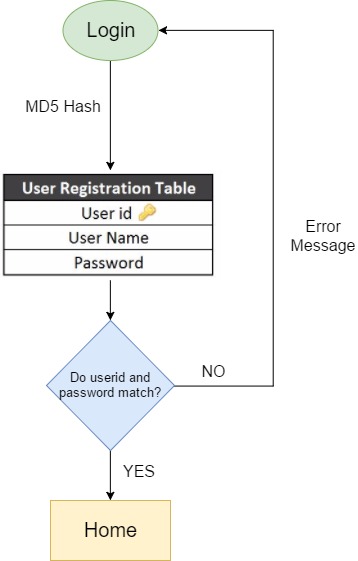 Login
MD5 Hash
User Registration Table
User id
User Name
Password
Error
Message
Do userid and
password match?
NO
YES
Home